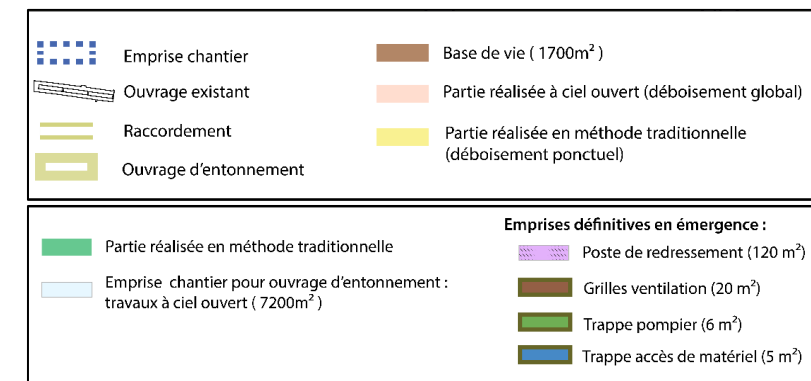 Emprise chantier
Ouvrage existant
Raccordement
Ouvrage d'entonnement
Base de vie ( 1700m² )
Partie réalisée à ciel ouvert (déboisement global)
Partie réalisée en méthode traditionnelle
(déboisement ponctuel)
Partie réalisée en méthode traditionnelle
Emprise chantier pour ouvrage d'entonnement :
travaux à ciel ouvert ( 7200m² )
Emprises définitives en émergence :
Poste de redressement (120 m²)
Grilles ventilation (20 m²)
Trappe pompier (6 m²)
Trappe accès de matériel (5 m²)